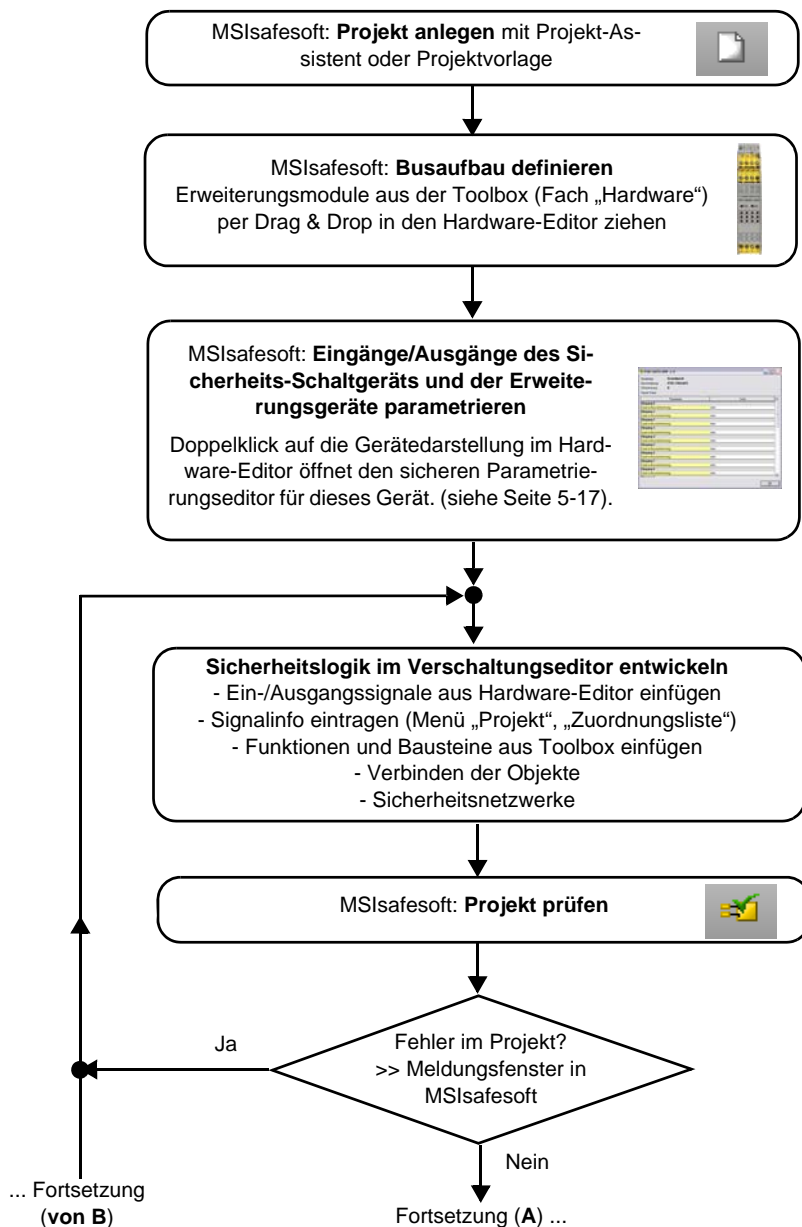 MSIsafesoft: Projekt anlegen mit Projekt-As-
sistent oder Projektvorlage
MSIsafesoft: Busaufbau definieren
Erweiterungsmodule aus der Toolbox (Fach „Hardware“)
per Drag & Drop in den Hardware-Editor ziehen
MSIsafesoft: Eingänge/Ausgänge des Si-
cherheits-Schaltgeräts und der Erweite-
rungsgeräte parametrieren
Doppelklick auf die Gerätedarstellung im Hard-
ware-Editor öffnet den sicheren Parametrie-
rungseditor für dieses Gerät. (siehe Seite 5-17).
Sicherheitslogik im Verschaltungseditor entwickeln
- Ein-/Ausgangssignale aus Hardware-Editor einfügen
- Signalinfo eintragen (Menü „Projekt“, „Zuordnungsliste“)
- Funktionen und Bausteine aus Toolbox einfügen
- Verbinden der Objekte
- Sicherheitsnetzwerke
MSIsafesoft: Projekt prüfen
Ja
Fehler im Projekt?
>> Meldungsfenster in
MSIsafesoft
Nein
... Fortsetzung
(von B)
Fortsetzung (A) ...